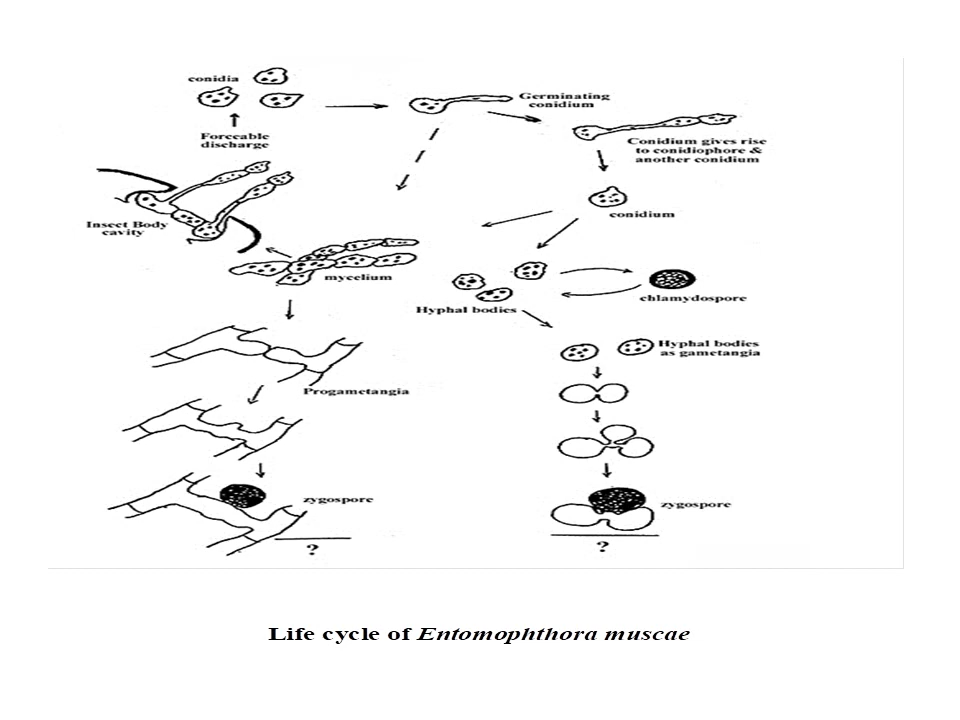 conidia
Germinating
conidium
Forceable
discharge
Conidium gives rise
to conidiophore &
another conidium
Insect Body
cavity
conidium
mycelium
Hyphal bodies
chlamydospore
Hyphal bodies
as gametangia
Progametangia
zygospore
?
zygospore
?
Life cycle of Entomophthora muscae